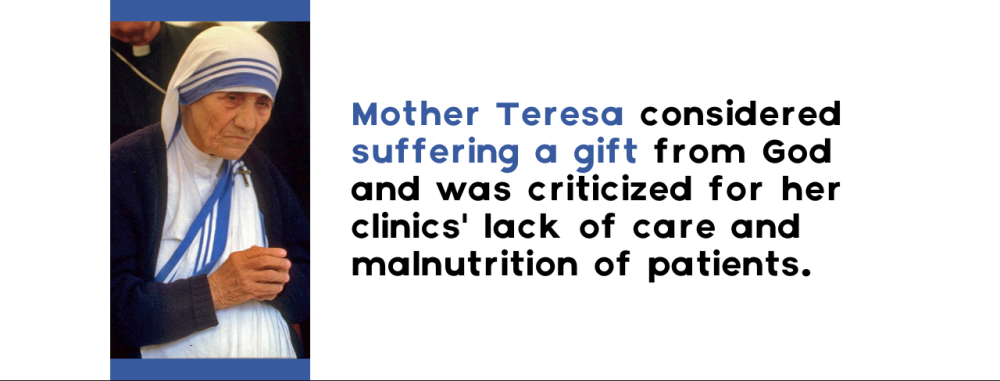 Mother Teresa considered
suffering a gift from God
and was criticized for her
clinics' lack of care and
malnutrition of patients.